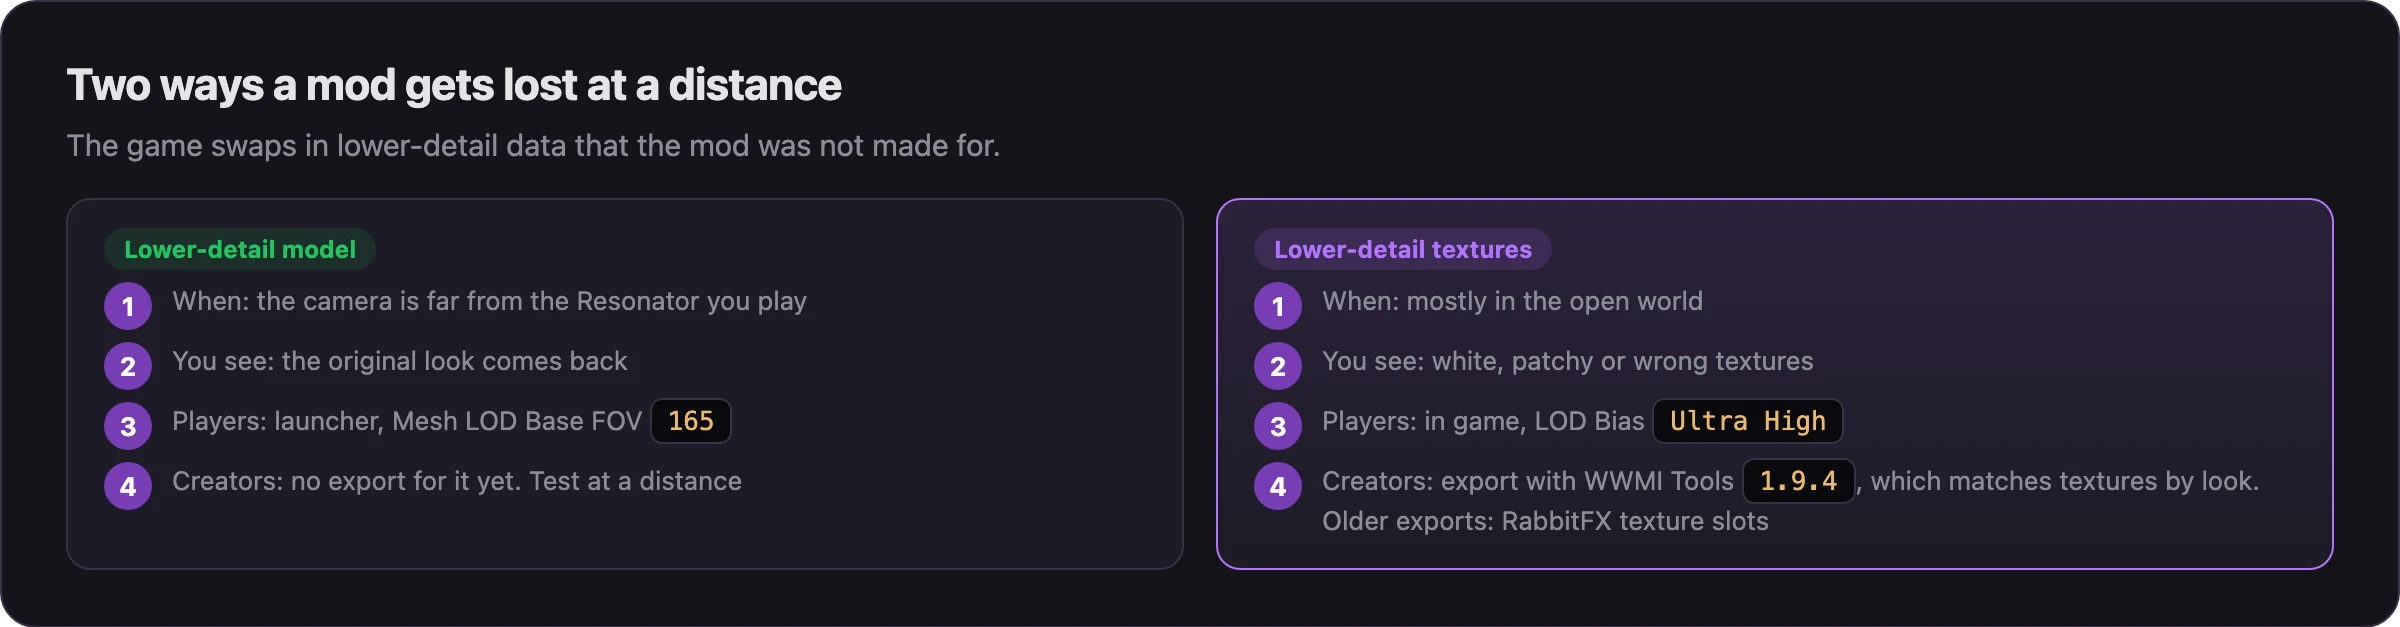 Two ways a mod gets lost at a distance
The game swaps in lower-detail data that the mod was not made for.
Lower-detail model
1 When: the camera is far from the Resonator you play
2 You see: the original look comes back
3 Players: launcher, Mesh LOD Base FOV 165
4 Creators: no export for it yet. Test at a distance
Lower-detail textures
1 When: mostly in the open world
2 You see: white, patchy or wrong textures
3 Players: in game, LOD Bias Ultra High
4 Creators: export with WWMI Tools 1.9.4, which matches textures by look.
Older exports: RabbitFX texture slots